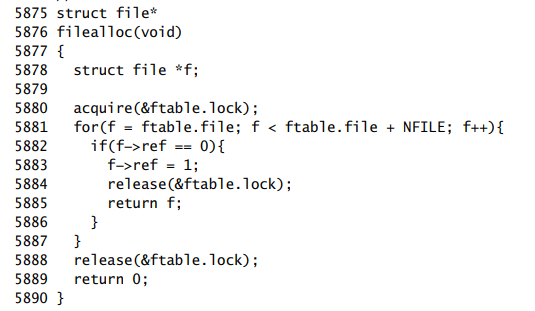 5875 struct file*
5876 filealloc(void)
5877 {
5878   struct file *f;
5879
5880   acquire(&ftable.lock);
5881   for(f = ftable.file; f < ftable.file + NFILE; f++){
5882     if(f->ref == 0){
5883       f->ref = 1;
5884       release(&ftable.lock);
5885       return f;
5886     }
5887   }
5888   release(&ftable.lock);
5889   return 0;
5890 }